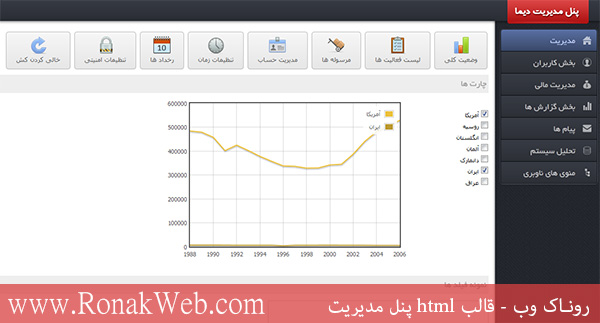 پنل مدیریت دیما
مدیریت
بخش کاربران
مدیریت مالی
بخش گزارش ها
پیام ها
تحلیل سیستم
منوی های ناوبری
وضعیت کلی
لیست فعالیت ها
مرسوله ها
مدیریت حساب
تنظیمات زمان
رخداد ها
تنظیمات امنیتی
خالی کردن کش
چارت ها
600000
500000
400000
300000
200000
100000
0
1988
1990
1992
1994
1996
1998
2000
2002
2004
2006
آمریکا
ایران
آمریکا
روسیه
انگلستان
آلمان
دانمارک
ایران
عراق
نمونه فیلد ها
روناک وب - قالب html پنل مدیریت
www.RonakWeb.com